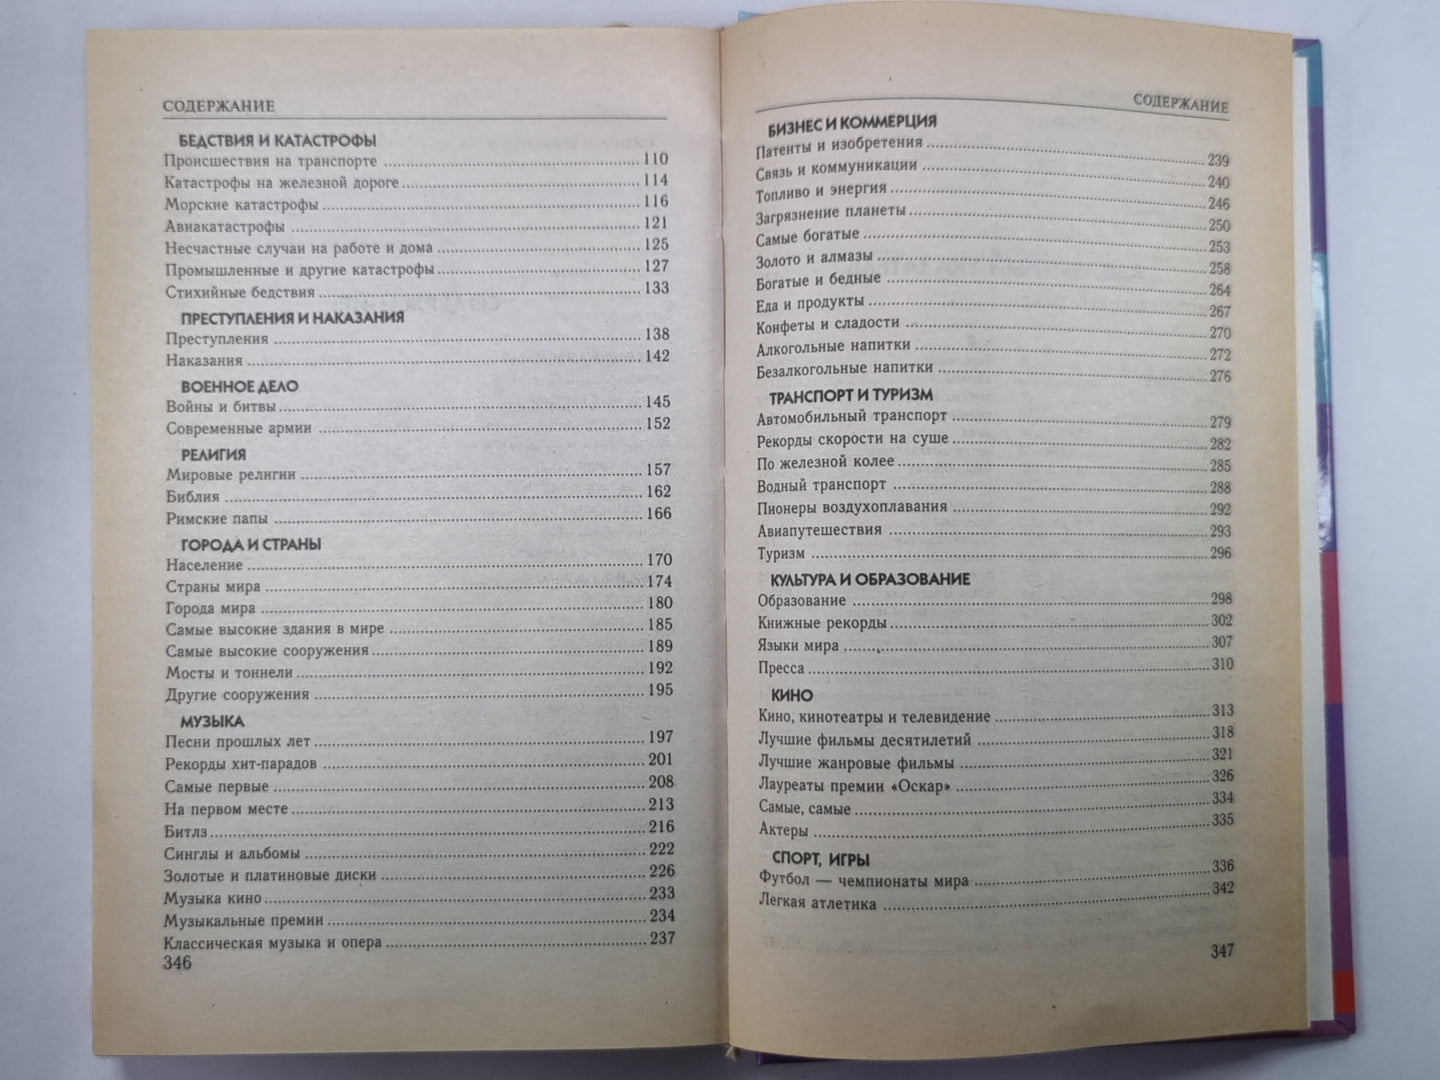 СОДЕРЖАНИЕ
БЕДСТВИЯ И КАТАСТРОФЫ
Происшествия на транспорте 110
Катастрофы на железной дороге 114
Морские катастрофы 116
Авиакатастрофы 121
Несчастные случаи на работе и дома 125
Промышленные и другие катастрофы 127
Стихийные бедствия 133
ПРЕСТУПЛЕНИЯ И НАКАЗАНИЯ
Преступления 138
Наказания 142
ВОЕННОЕ ДЕЛО
Войны и битвы 145
Современные армии 152
РЕЛИГИЯ
Мировые религии 157
Библия 162
Римские папы 166
ГОРОДА И СТРАНЫ
Население 170
Страны мира 174
Города мира 180
Самые высокие здания в мире 185
Самые высокие сооружения 189
Мосты и тоннели 192
Другие сооружения 195
МУЗЫКА
Песни прошлых лет 197
Рекорды хит-парадов 201
Самые первые 208
На первом месте 213
Битлз 216
Синглы и альбомы 222
Золотые и платиновые диски 226
Музыка кино 233
Музыкальные премии 234
Классическая музыка и опера 237
346
СОДЕРЖАНИЕ
БИЗНЕС И КОММЕРЦИЯ
Патенты и изобретения 239
Связь и коммуникации 240
Топливо и энергия 246
Загрязнение планеты 250
Самые богатые 253
Золото и алмазы 258
Богатые и бедные 264
Еда и продукты 267
Конфеты и сладости 270
Алкогольные напитки 272
Безалкогольные напитки 276
ТРАНСПОРТ И ТУРИЗМ
Автомобильный транспорт 279
Рекорды скорости на суше 282
По железной колее 285
Водный транспорт 288
Пионеры воздухоплавания 292
Авиапутешествия 293
Туризм 296
КУЛЬТУРА И ОБРАЗОВАНИЕ
Образование 298
Книжные рекорды 302
Языки мира 307
Пресса 310
КИНО
Кино, кинотеатры и телевидение 313
Лучшие фильмы десятилетий 318
Лучшие жанровые фильмы 321
Лауреаты премии «Оскар» 326
Самые, самые 334
Актеры 335
СПОРТ, ИГРЫ
Футбол — чемпионаты мира 336
Легкая атлетика 342
347